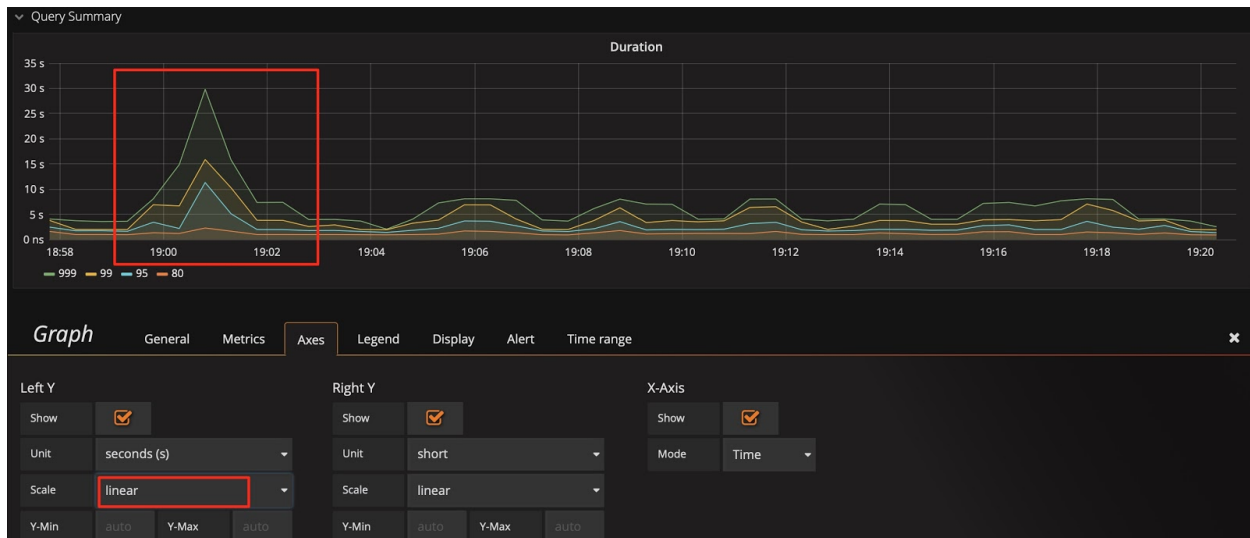 Query Summary
Duration
35 s
30 s
25 s
20 s
15 s
10 s
5 s
0 ns
18:58 19:00 19:02 19:04 19:06 19:08 19:10 19:12 19:14 19:16 19:18 19:20
999 99 95 80
Graph General Metrics Axes Legend Display Alert Time range
Left Y Right Y X-Axis
Show Show Show
Unit seconds (s) Unit short Mode Time
Scale linear Scale linear
Y-Min auto Y-Max auto Y-Min auto Y-Max auto